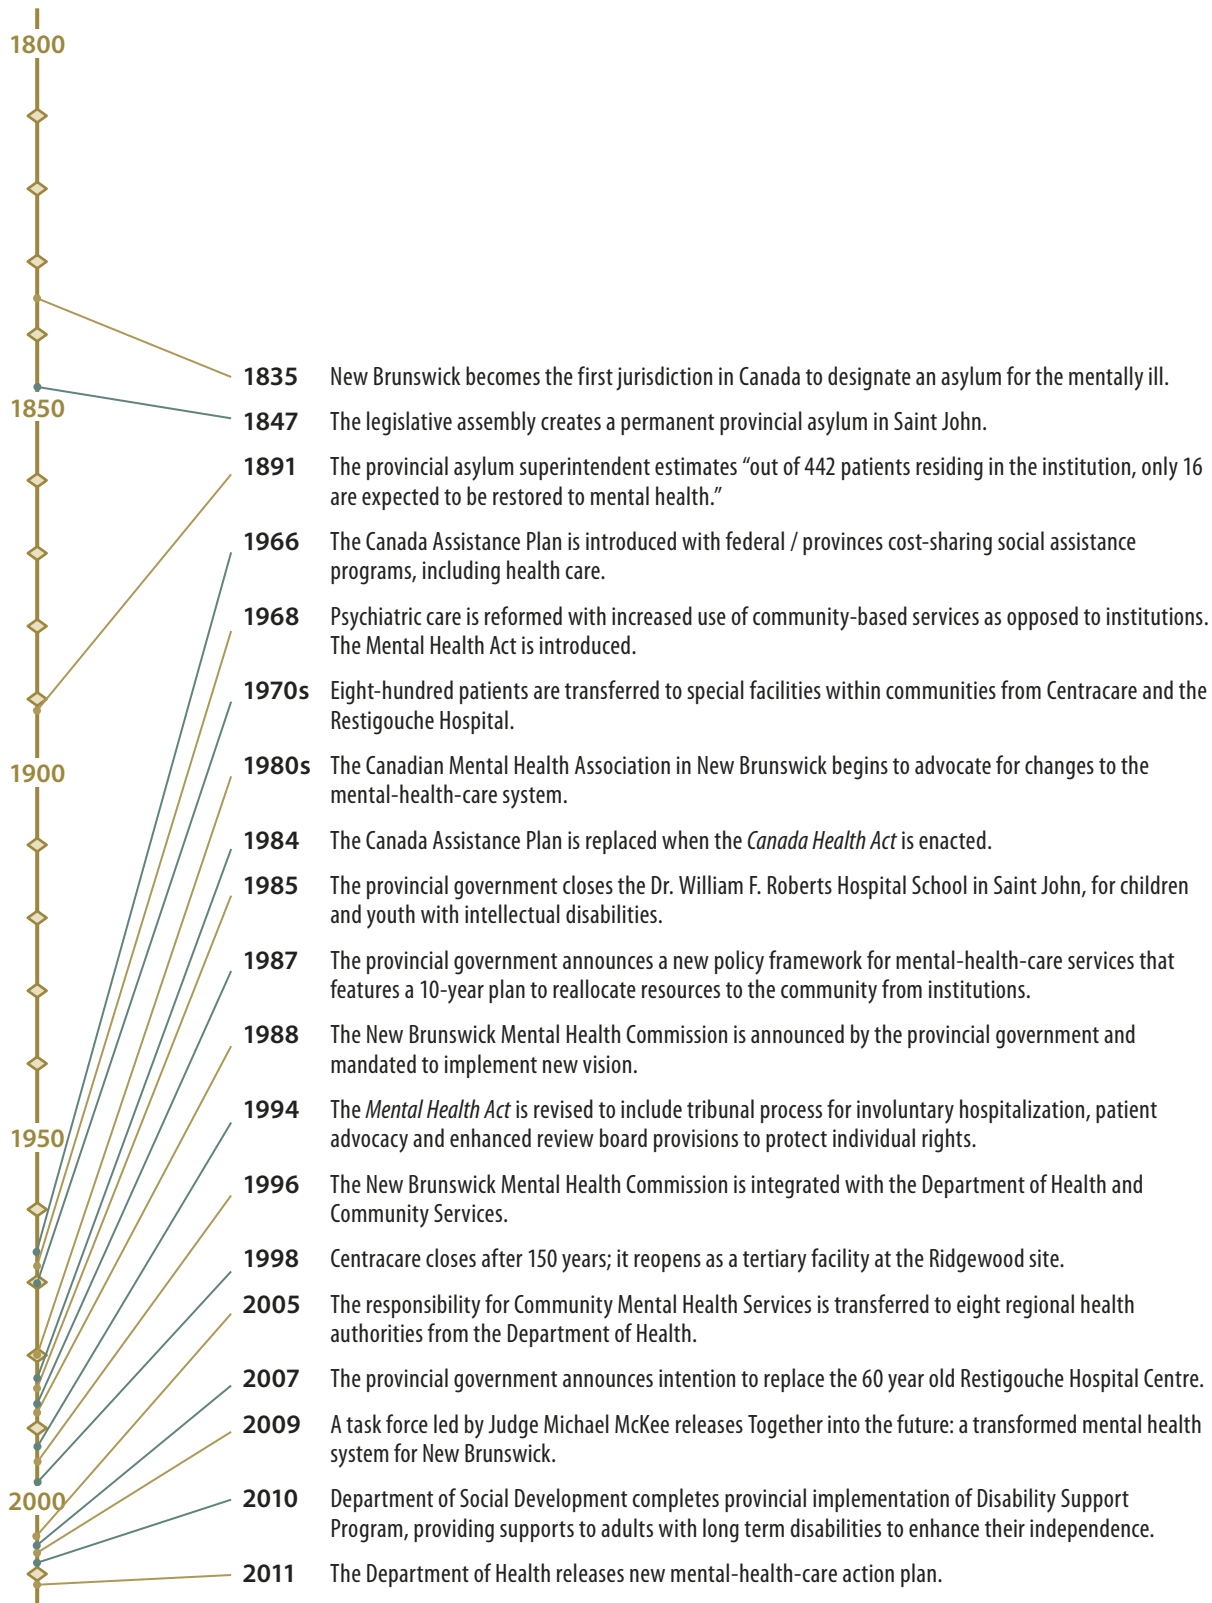 1800
1850
1900
1950
2000
1835 New Brunswick becomes the first jurisdiction in Canada to designate an asylum for the mentally ill.
1847 The legislative assembly creates a permanent provincial asylum in Saint John.
1891 The provincial asylum superintendent estimates “out of 442 patients residing in the institution, only 16
are expected to be restored to mental health.”
1966 The Canada Assistance Plan is introduced with federal / provinces cost-sharing social assistance
programs, including health care.
1968 Psychiatric care is reformed with increased use of community-based services as opposed to institutions.
The Mental Health Act is introduced.
1970s Eight-hundred patients are transferred to special facilities within communities from Centracare and the
Restigouche Hospital.
1980s The Canadian Mental Health Association in New Brunswick begins to advocate for changes to the
mental-health-care system.
1984 The Canada Assistance Plan is replaced when the Canada Health Act is enacted.
1985 The provincial government closes the Dr. William F. Roberts Hospital School in Saint John, for children
and youth with intellectual disabilities.
1987 The provincial government announces a new policy framework for mental-health-care services that
features a 10-year plan to reallocate resources to the community from institutions.
1988 The New Brunswick Mental Health Commission is announced by the provincial government and
mandated to implement new vision.
1994 The Mental Health Act is revised to include tribunal process for involuntary hospitalization, patient
advocacy and enhanced review board provisions to protect individual rights.
1996 The New Brunswick Mental Health Commission is integrated with the Department of Health and
Community Services.
1998 Centracare closes after 150 years; it reopens as a tertiary facility at the Ridgewood site.
2005 The responsibility for Community Mental Health Services is transferred to eight regional health
authorities from the Department of Health.
2007 The provincial government announces intention to replace the 60 year old Restigouche Hospital Centre.
2009 A task force led by Judge Michael McKee releases Together into the future: a transformed mental health
system for New Brunswick.
2010 Department of Social Development completes provincial implementation of Disability Support
Program, providing supports to adults with long term disabilities to enhance their independence.
2011 The Department of Health releases new mental-health-care action plan.